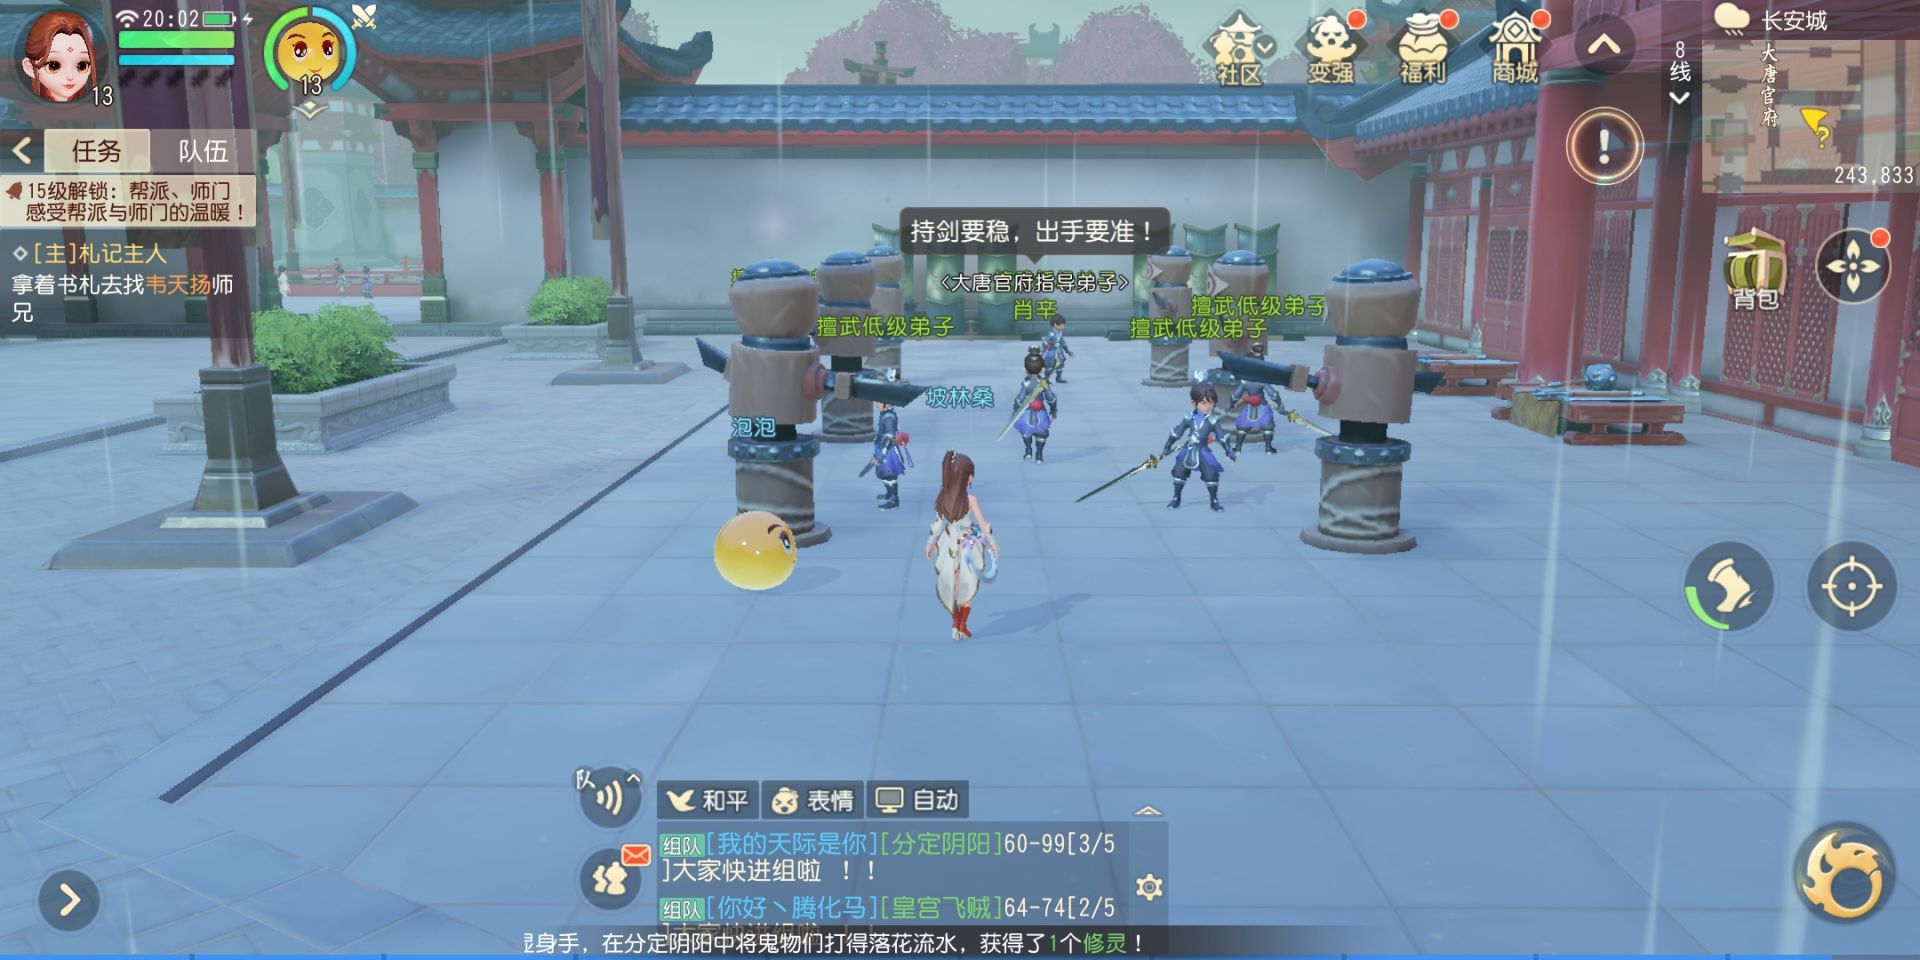 20:02
13
13
社区
变强
福利
商城
8
线
长安城
大唐官府
243,833
任务
队伍
15级解锁：帮派、师门
感受帮派与师门的温暖！
[主]札记主人
拿着书札去找韦天扬师
兄
持剑要稳，出手要准！
<大唐官府指导弟子>
肖辛
擅武低级弟子
擅武低级弟子
擅武低级弟子
坡林桑
泡泡
背包
队
和平
表情
自动
组队[我的天际是你][分定阴阳]60-99[3/5
]大家快进组啦 ！！
组队[你好丶腾化马][皇宫飞贼]64-74[2/5
身手，在分定阴阳中将鬼物们打得落花流水，获得了1个修灵！